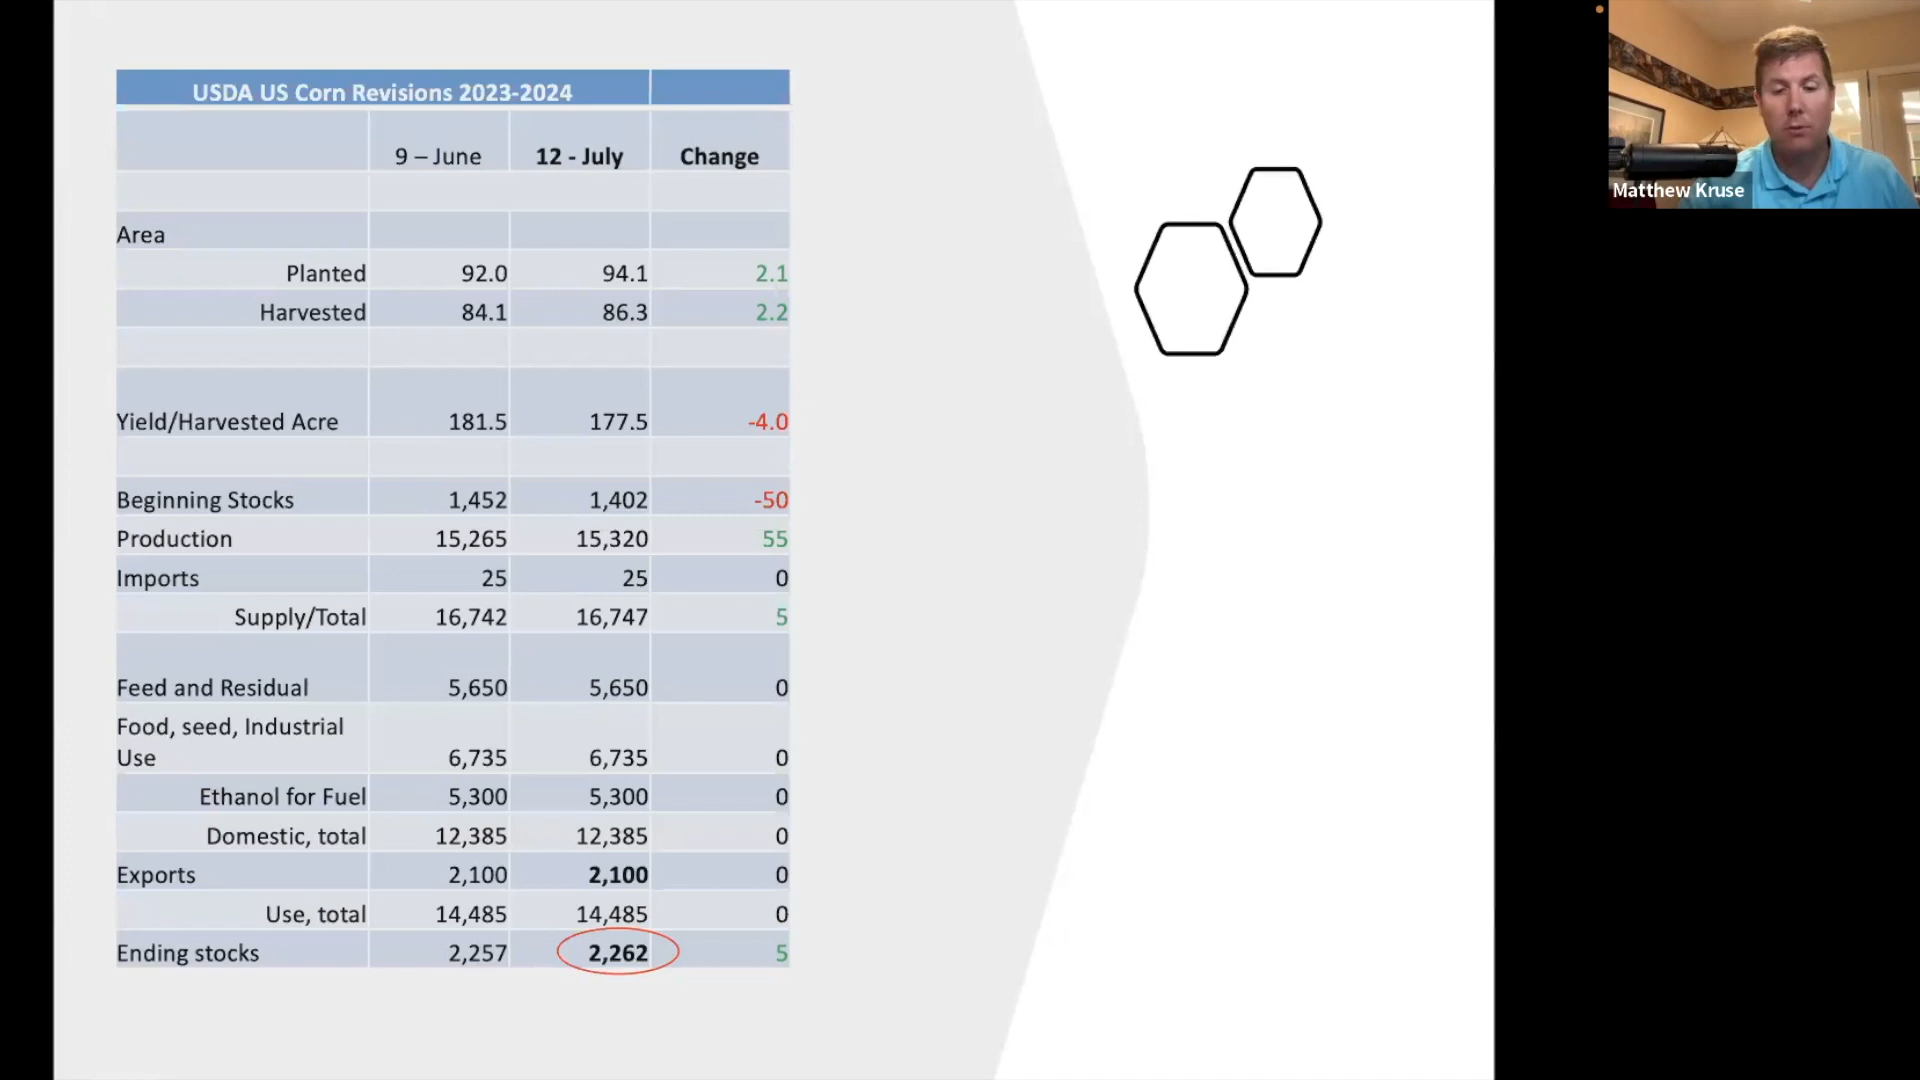 USDA US Corn Revisions 2023-2024
9 – June 12 - July Change
Area
Planted 92.0 94.1 2.1
Harvested 84.1 86.3 2.2
Yield/Harvested Acre 181.5 177.5 -4.0
Beginning Stocks 1,452 1,402 -50
Production 15,265 15,320 55
Imports 25 25 0
Supply/Total 16,742 16,747 5
Feed and Residual 5,650 5,650 0
Food, seed, Industrial
Use 6,735 6,735 0
Ethanol for Fuel 5,300 5,300 0
Domestic, total 12,385 12,385 0
Exports 2,100 2,100 0
Use, total 14,485 14,485 0
Ending stocks 2,257 2,262 5
Matthew Kruse